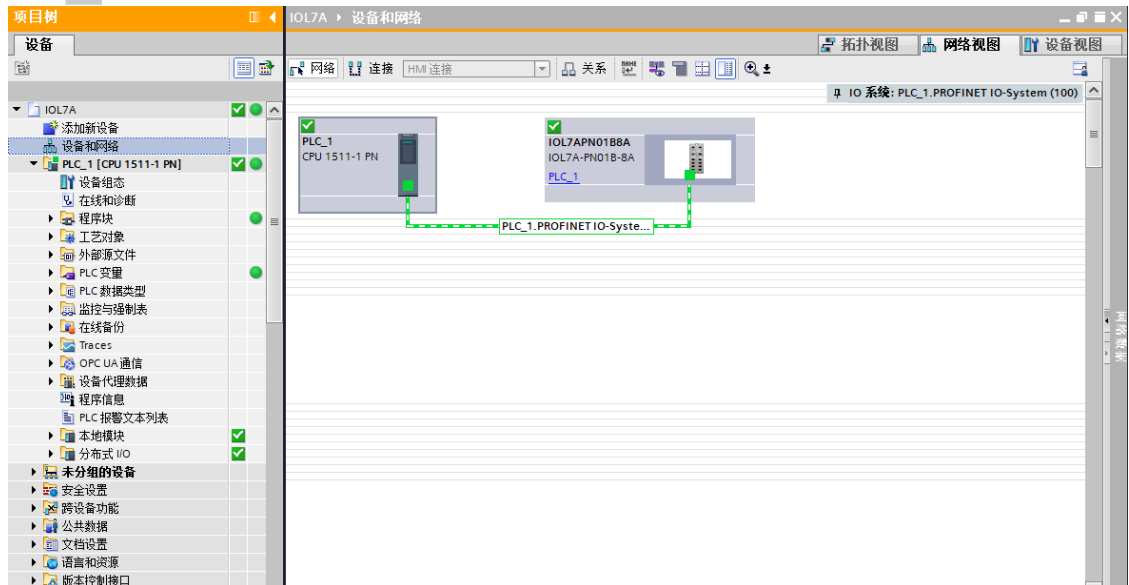 项目树
IOL7A
设备和网络
设备
拓扑视图
网络视图
设备视图
网络
连接
HMI 连接
关系
IO 系统: PLC_1.PROFINET IO-System (100)
IOL7A
添加新设备
设备和网络
PLC_1 [CPU 1511-1 PN]
设备组态
在线和诊断
程序块
工艺对象
外部源文件
PLC 变量
PLC 数据类型
监控与强制表
在线备份
Traces
OPC UA 通信
设备代理数据
程序信息
PLC 报警文本列表
本地模块
分布式 I/O
未分组的设备
安全设置
跨设备功能
公共数据
文档设置
语言和资源
版本控制接口
PLC_1
CPU 1511-1 PN
IOL7APN01B8A
IOL7A-PN01B-8A
PLC_1
PLC_1.PROFINET IO-Syste...
网络数据